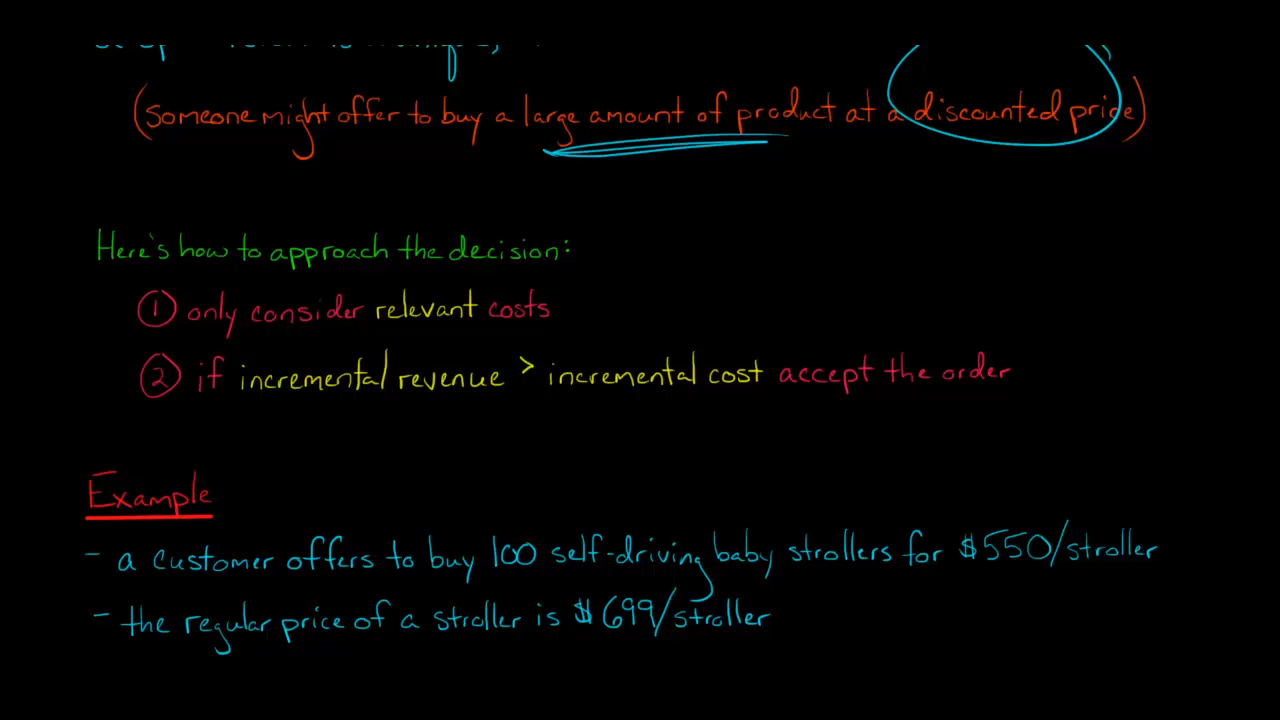 (someone might offer to buy a large amount of product at a discounted price)
Here's how to approach the decision:
① only consider relevant costs
② if incremental revenue > incremental cost accept the order
Example
- a customer offers to buy 100 self-driving baby strollers for $550/stroller
- the regular price of a stroller is $699/stroller